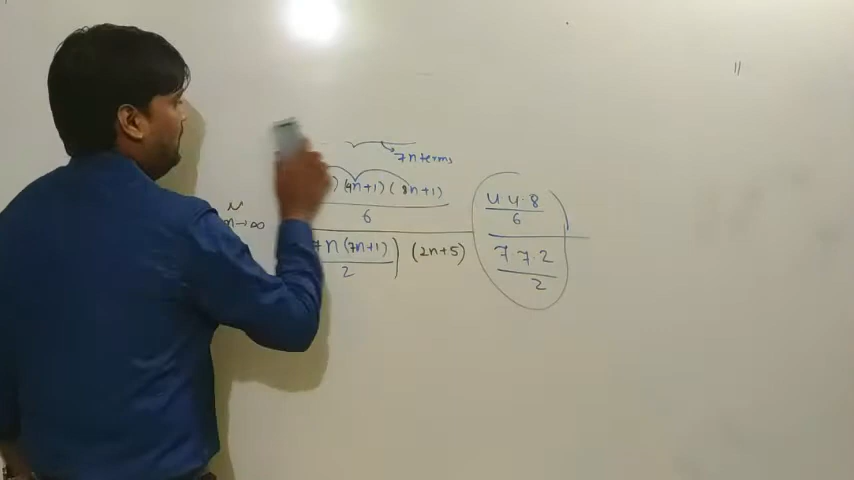 7n terms
) (4n+1) ( 8n+1)
6
n→∞
7n (7n+1)
2
) (2n+5)
4 4·8
6
7 7·2
2